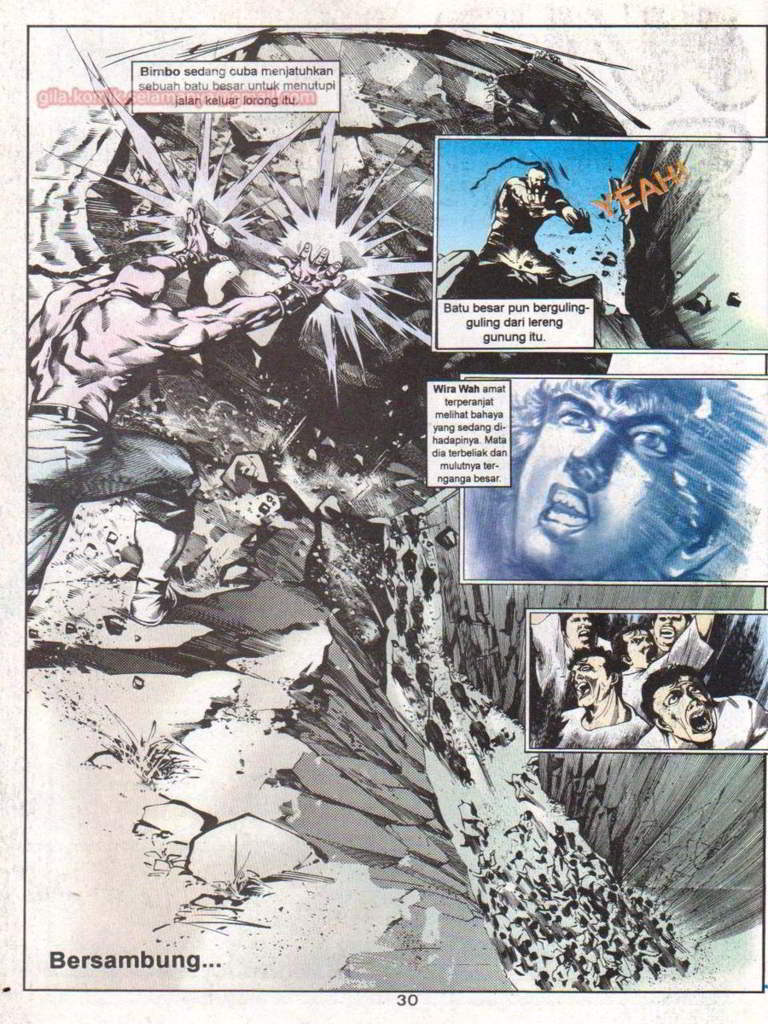 Bimbo sedang cuba menjatuhkan
sebuah batu besar untuk menutupi
jalan keluar lorong itu.
YEAH!
Batu besar pun berguling-
guling dari lereng
gunung itu.
Wira Wah amat
terperanjat
melihat bahaya
yang sedang di-
hadapinya. Mata
dia terbeliak dan
mulutnya ter-
nganga besar.
Bersambung...
30